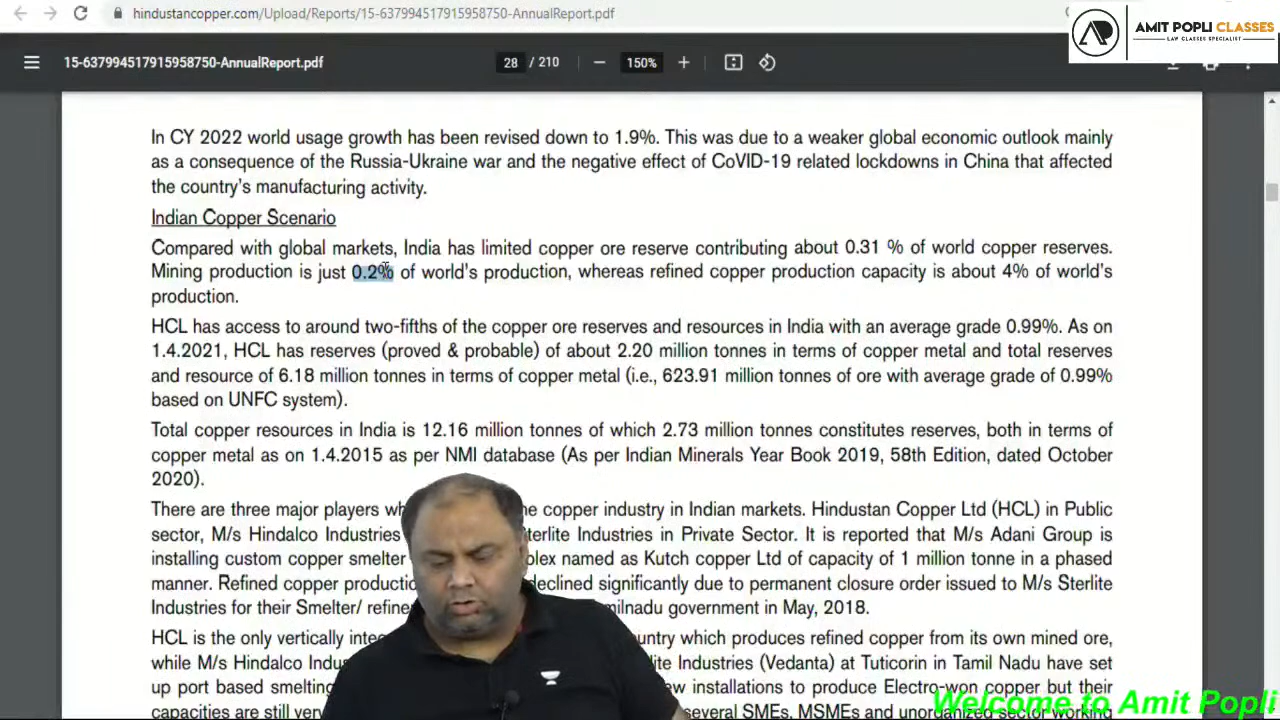 hindustancopper.com/Upload/Reports/15-637994517915958750-AnnualReport.pdf
AMIT POPLI CLASSES
LAW CLASSES SPECIALIST
15-637994517915958750-AnnualReport.pdf
28 / 210
150%
In CY 2022 world usage growth has been revised down to 1.9%. This was due to a weaker global economic outlook mainly
as a consequence of the Russia-Ukraine war and the negative effect of CoVID-19 related lockdowns in China that affected
the country's manufacturing activity.
Indian Copper Scenario
Compared with global markets, India has limited copper ore reserve contributing about 0.31 % of world copper reserves.
Mining production is just 0.2% of world's production, whereas refined copper production capacity is about 4% of world's
production.
HCL has access to around two-fifths of the copper ore reserves and resources in India with an average grade 0.99%. As on
1.4.2021, HCL has reserves (proved & probable) of about 2.20 million tonnes in terms of copper metal and total reserves
and resource of 6.18 million tonnes in terms of copper metal (i.e., 623.91 million tonnes of ore with average grade of 0.99%
based on UNFC system).
Total copper resources in India is 12.16 million tonnes of which 2.73 million tonnes constitutes reserves, both in terms of
copper metal as on 1.4.2015 as per NMI database (As per Indian Minerals Year Book 2019, 58th Edition, dated October
2020).
There are three major players copper industry in Indian markets. Hindustan Copper Ltd (HCL) in Public
sector, M/s Hindalco Industries Industries in Private Sector. It is reported that M/s Adani Group is
installing custom copper smelter named as Kutch copper Ltd of capacity of 1 million tonne in a phased
manner. Refined copper declined significantly due to permanent closure order issued to M/s Sterlite
Industries for their Smelter/ government in May, 2018.
HCL is the only vertically which produces refined copper from its own mined ore,
while M/s Hindalco Industries (Vedanta) at Tuticorin in Tamil Nadu have set
up port based smelting installations to produce Electro-won copper but their
capacities are still several SMEs, MSMEs and unorganized sector working
Welcome to Amit Popli